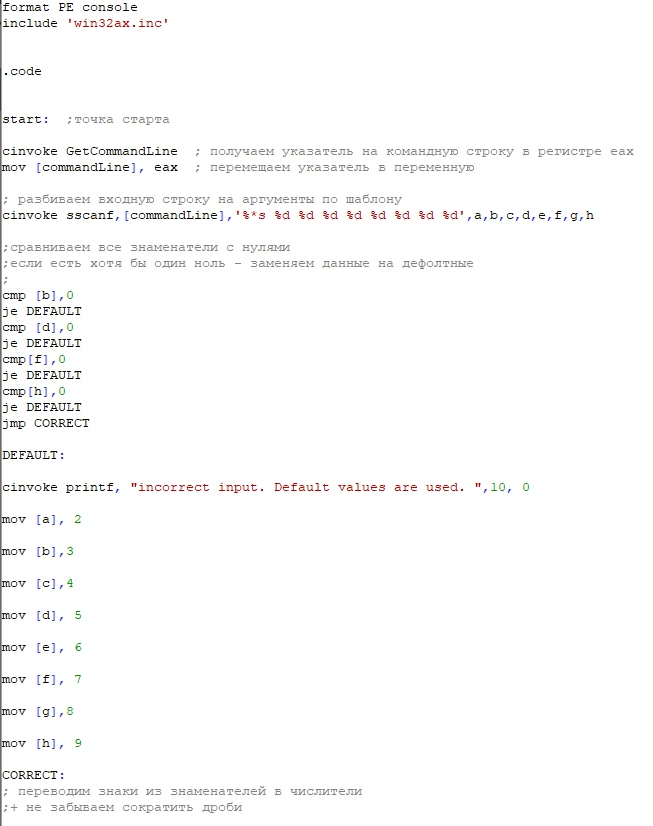 format PE console
include 'win32ax.inc'
.code
start:  ;точка старта
cinvoke GetCommandLine  ; получаем указатель на командную строку в регистре eax
mov [commandLine], eax  ; перемещаем указатель в переменную
; разбиваем входную строку на аргументы по шаблону
cinvoke sscanf,[commandLine],'%*s %d %d %d %d %d %d %d %d',a,b,c,d,e,f,g,h
;сравниваем все знаменатели с нулями
;если есть хотя бы один ноль - заменяем данные на дефолтные
;
cmp [b],0
je DEFAULT
cmp [d],0
je DEFAULT
cmp[f],0
je DEFAULT
cmp[h],0
je DEFAULT
jmp CORRECT
DEFAULT:
cinvoke printf, "incorrect input. Default values are used. ",10, 0
mov [a], 2
mov [b],3
mov [c],4
mov [d], 5
mov [e], 6
mov [f], 7
mov [g],8
mov [h], 9
CORRECT:
; переводим знаки из знаменателей в числители
;+ не забываем сократить дроби